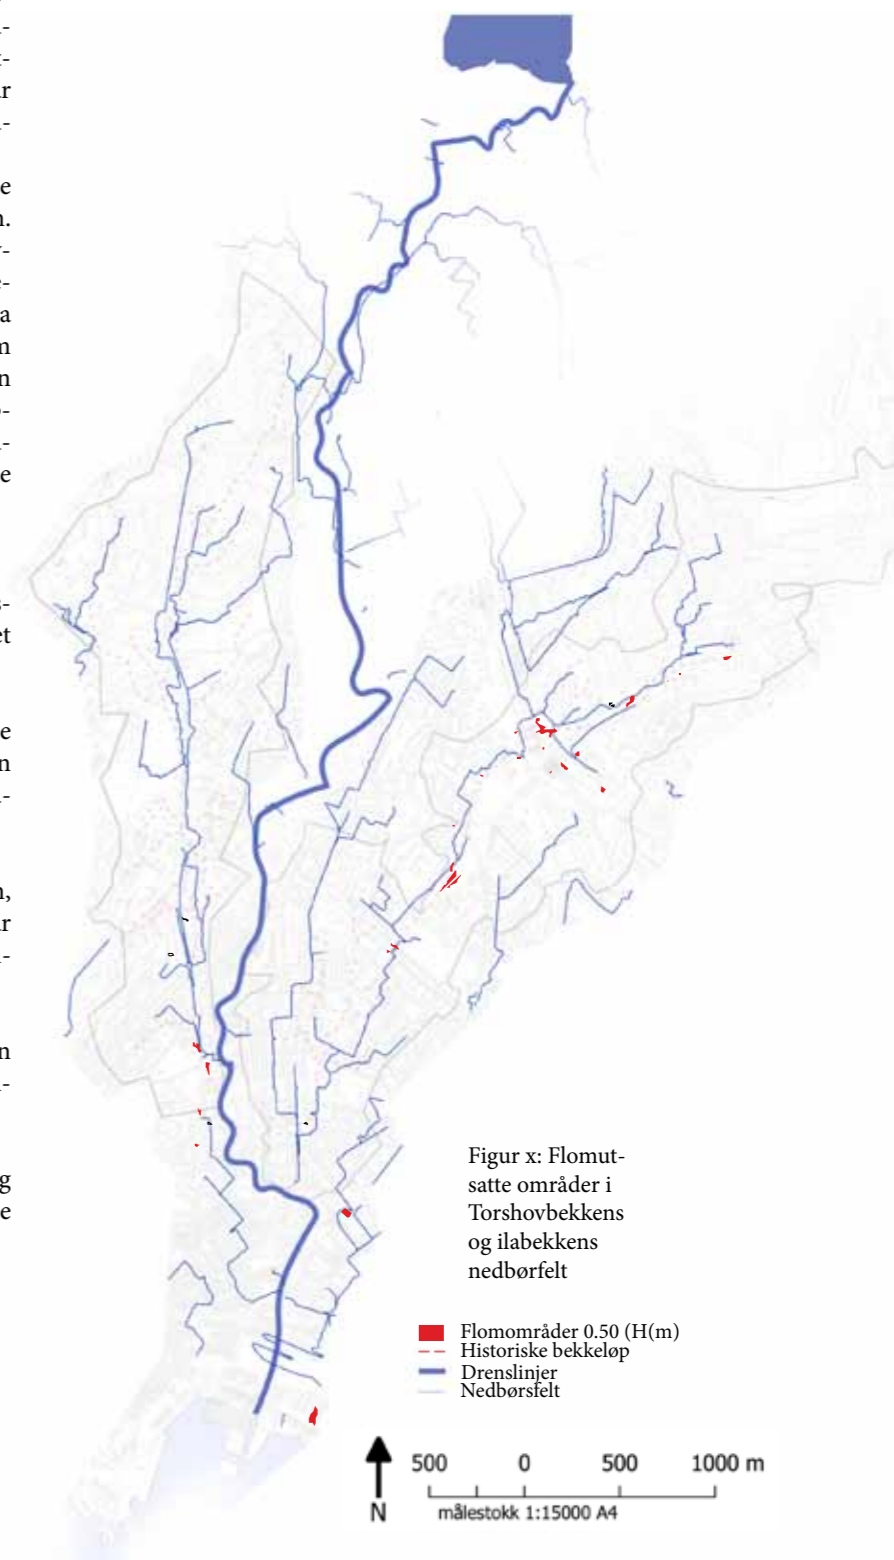 Figur x: Flomut-
satte områder i
Torshovbekkens
og ilabekkens
nedbørfelt
Flomområder 0.50 (H(m)
Historiske bekkeløp
Drenslinjer
Nedbørsfelt
500 0 500 1000 m
N
målestokk 1:15000 A4